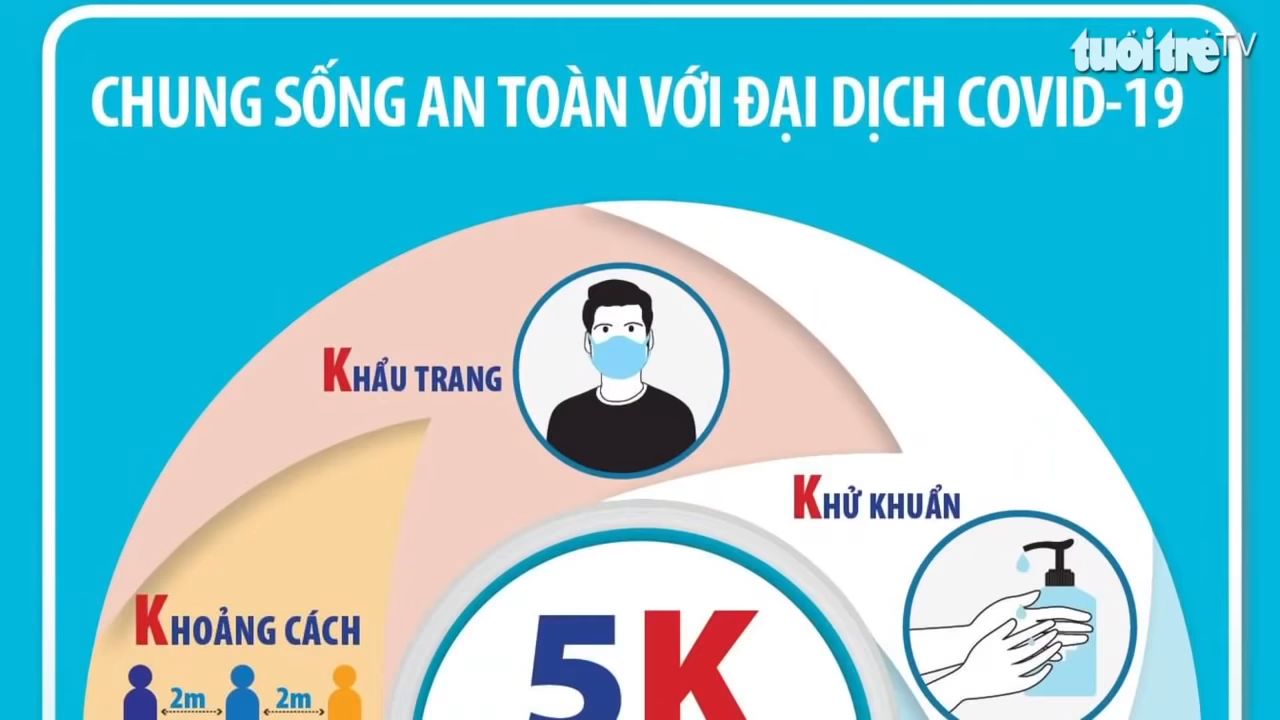 tuổi trẻ TV
CHUNG SỐNG AN TOÀN VỚI ĐẠI DỊCH COVID-19
KHẨU TRANG
KHỬ KHUẨN
KHOẢNG CÁCH
2m 2m
5K